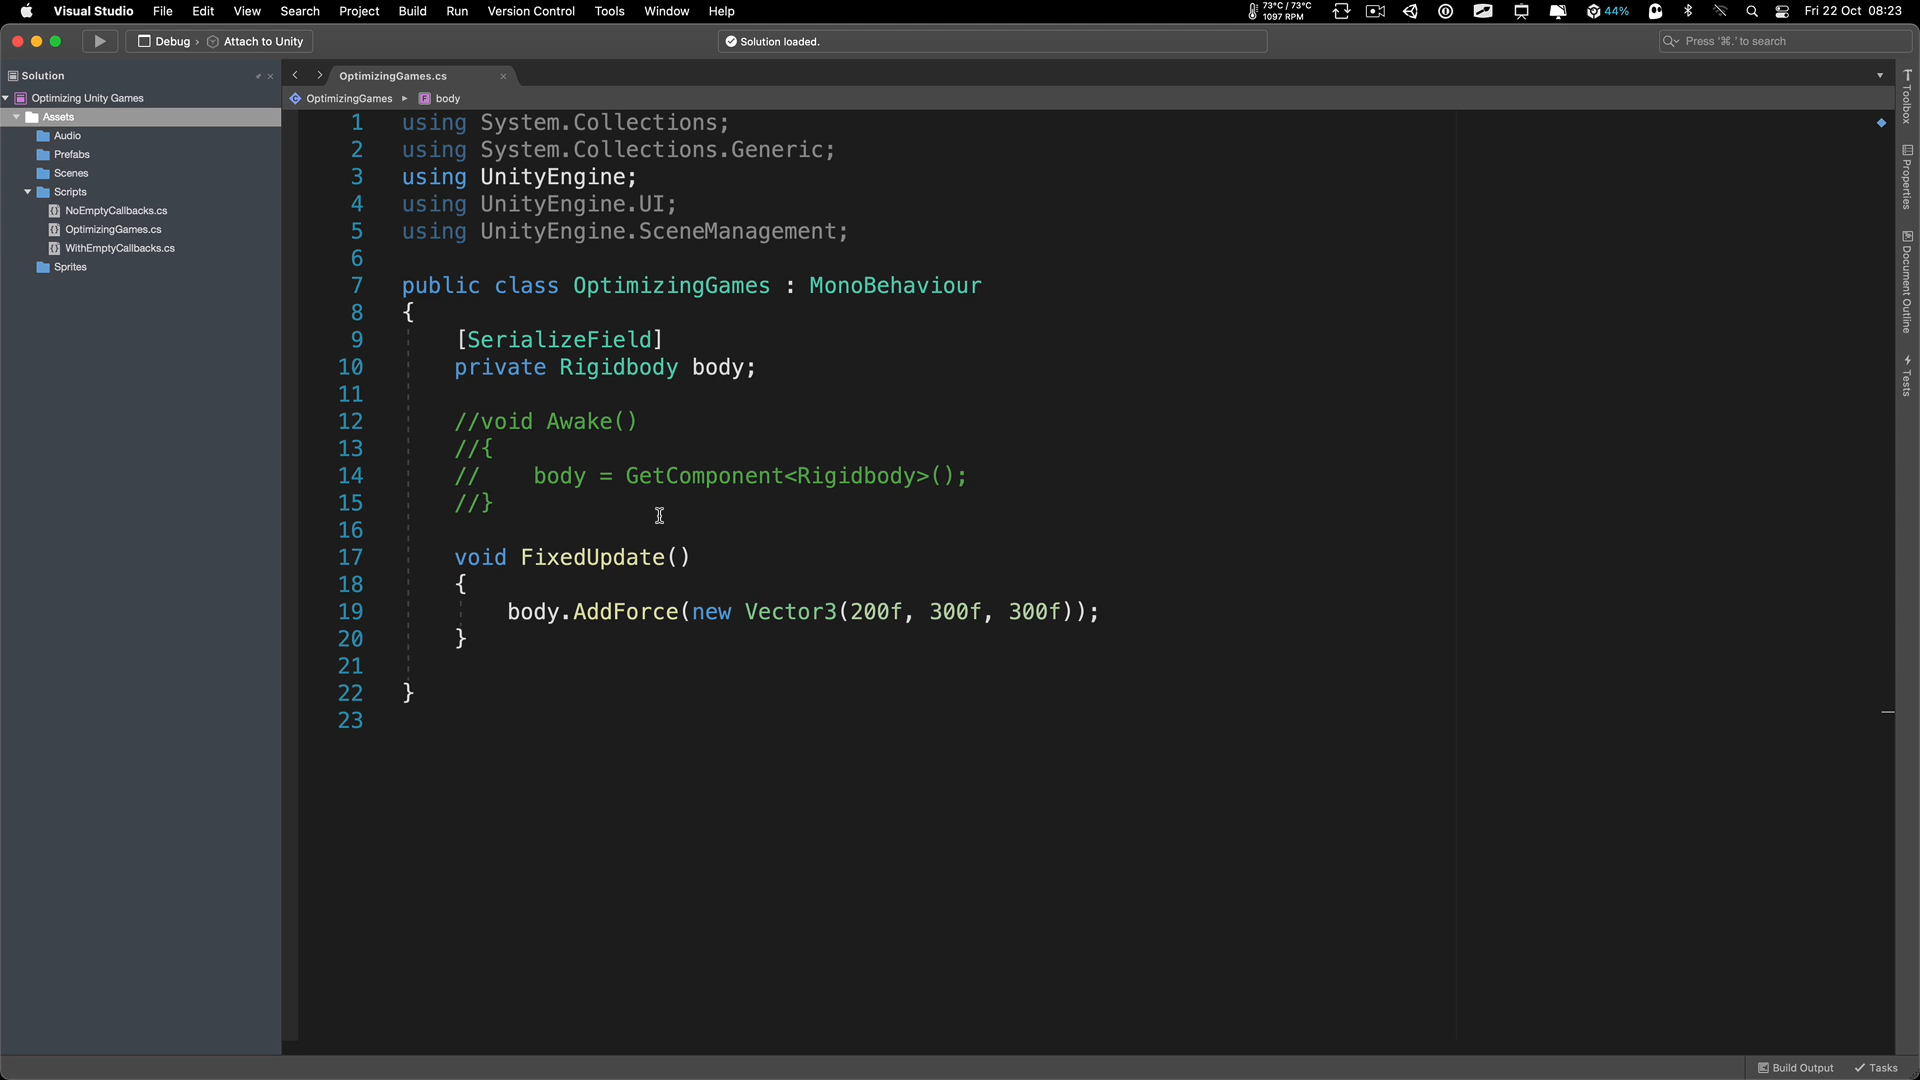 Visual Studio File Edit View Search Project Build Run Version Control Tools Window Help 73°C / 73°C 1097 RPM 44% Fri 22 Oct 08:23
Debug › Attach to Unity Solution loaded. Press ‘⌘.’ to search
Solution
Optimizing Unity Games
Assets
Audio
Prefabs
Scenes
Scripts
NoEmptyCallbacks.cs
OptimizingGames.cs
WithEmptyCallbacks.cs
Sprites
OptimizingGames.cs
OptimizingGames body
1 using System.Collections;
2 using System.Collections.Generic;
3 using UnityEngine;
4 using UnityEngine.UI;
5 using UnityEngine.SceneManagement;
6
7 public class OptimizingGames : MonoBehaviour
8 {
9 [SerializeField]
10 private Rigidbody body;
11
12 //void Awake()
13 //{
14 // body = GetComponent<Rigidbody>();
15 //}
16
17 void FixedUpdate()
18 {
19 body.AddForce(new Vector3(200f, 300f, 300f));
20 }
21
22 }
23
Toolbox
Properties
Document Outline
Tests
Build Output Tasks